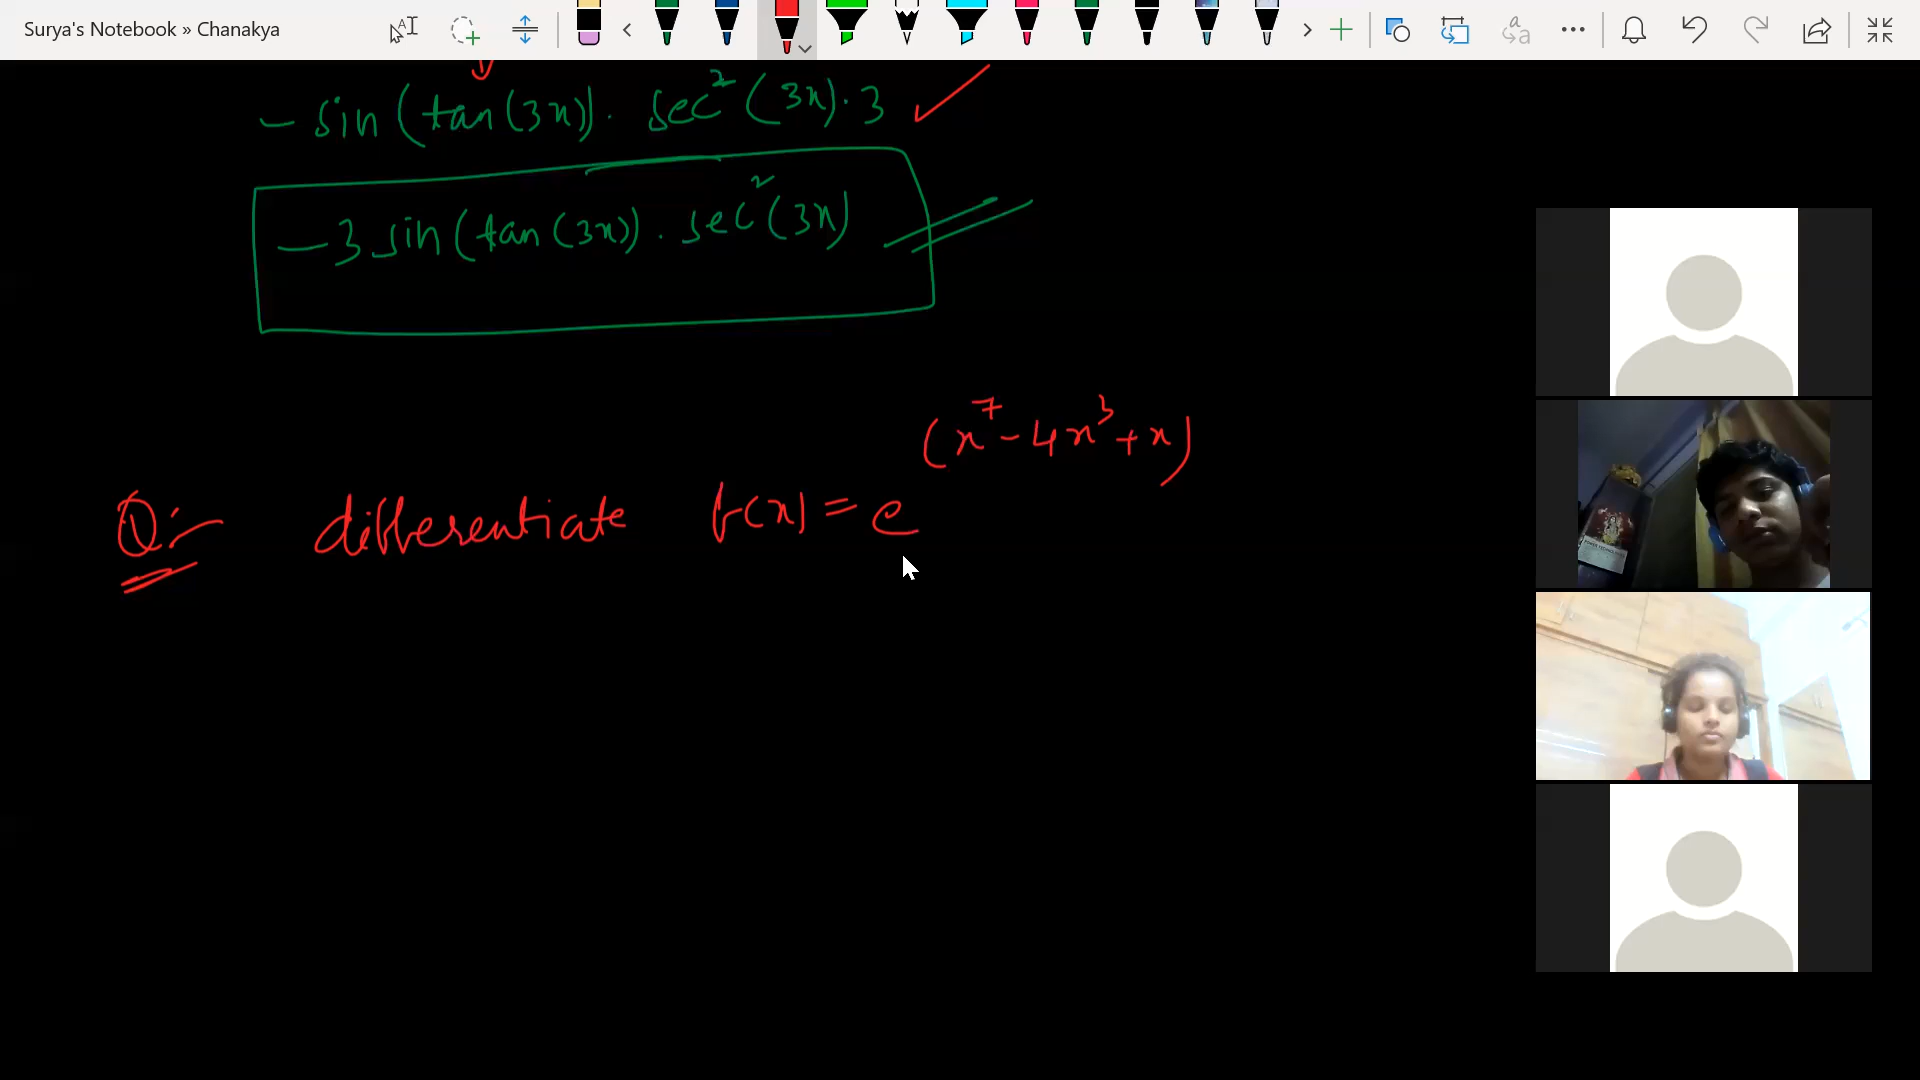 Surya's Notebook » Chanakya
- sin (tan(3x)). sec² (3x).3
-3 sin (tan (3x)). sec² (3x)
Q:- differentiate f(x) = e^(x⁷-4x³+x)